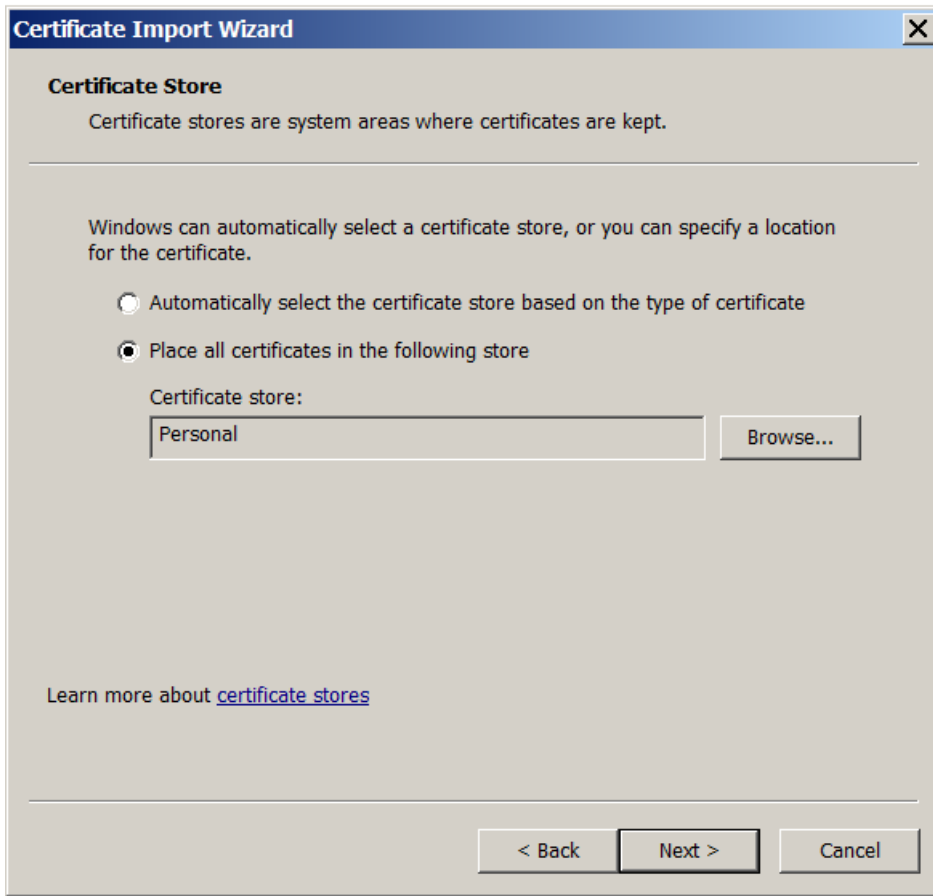 Certificate Import Wizard
Certificate Store
Certificate stores are system areas where certificates are kept.
Windows can automatically select a certificate store, or you can specify a location
for the certificate.
Automatically select the certificate store based on the type of certificate
Place all certificates in the following store
Certificate store:
Personal
Browse...
Learn more about certificate stores
< Back
Next >
Cancel